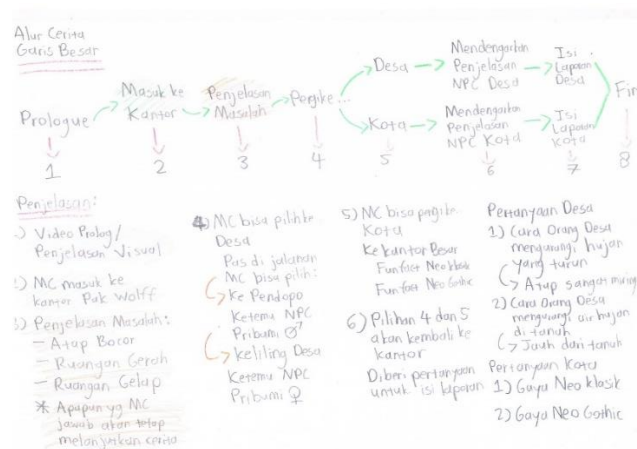 Alur Cerita
Garis Besar
Prologue
Masuk ke
Kantor
Penjelasan
Masalah
Pergi ke...
Desa
Mendengarkan
Penjelasan
NPC Desa
Isi
Laporan
Desa
Kota
Mendengarkan
Penjelasan
NPC Kota
Isi
Laporan
Kota
Fin
1 2 3 4 5 6 7 8
Penjelasan:
) Video Prolog/
Penjelasan Visual
) MC masuk ke
kantor Pak Wolff
3) Penjelasan Masalah:
- Atap Bocor
- Ruangan Gerah
- Ruangan Gelap
* Apapun yg MC
jawab akan tetap
melanjutkan cerita
4) MC bisa pilih ke
Desa
Pas di jalanan
MC bisa pilih:
Ke Pendopo
Ketemu NPC
Pribumi ♂
Keliling Desa
Ketemu NPC
Pribumi ♀
5) MC bisa pagi ke
Kota
Ke Kantor Besar
Funfact Neo klasik
Funfact Neo Gothic
6) Pilihan 4 dan 5
akan kembali ke
kantor
Diberi pertanyaan
untuk isi laporan
Pertanyaan Desa
1) Cara Orang Desa
mengurangi hujan
yang turun
Atap sangat miring
2) Cara Orang Desa
mengurangi air hujan
di tanah
Jauh dari tanah
Pertanyaan Kota
1) Gaya Neo klasik
2) Gaya Neo Gothic